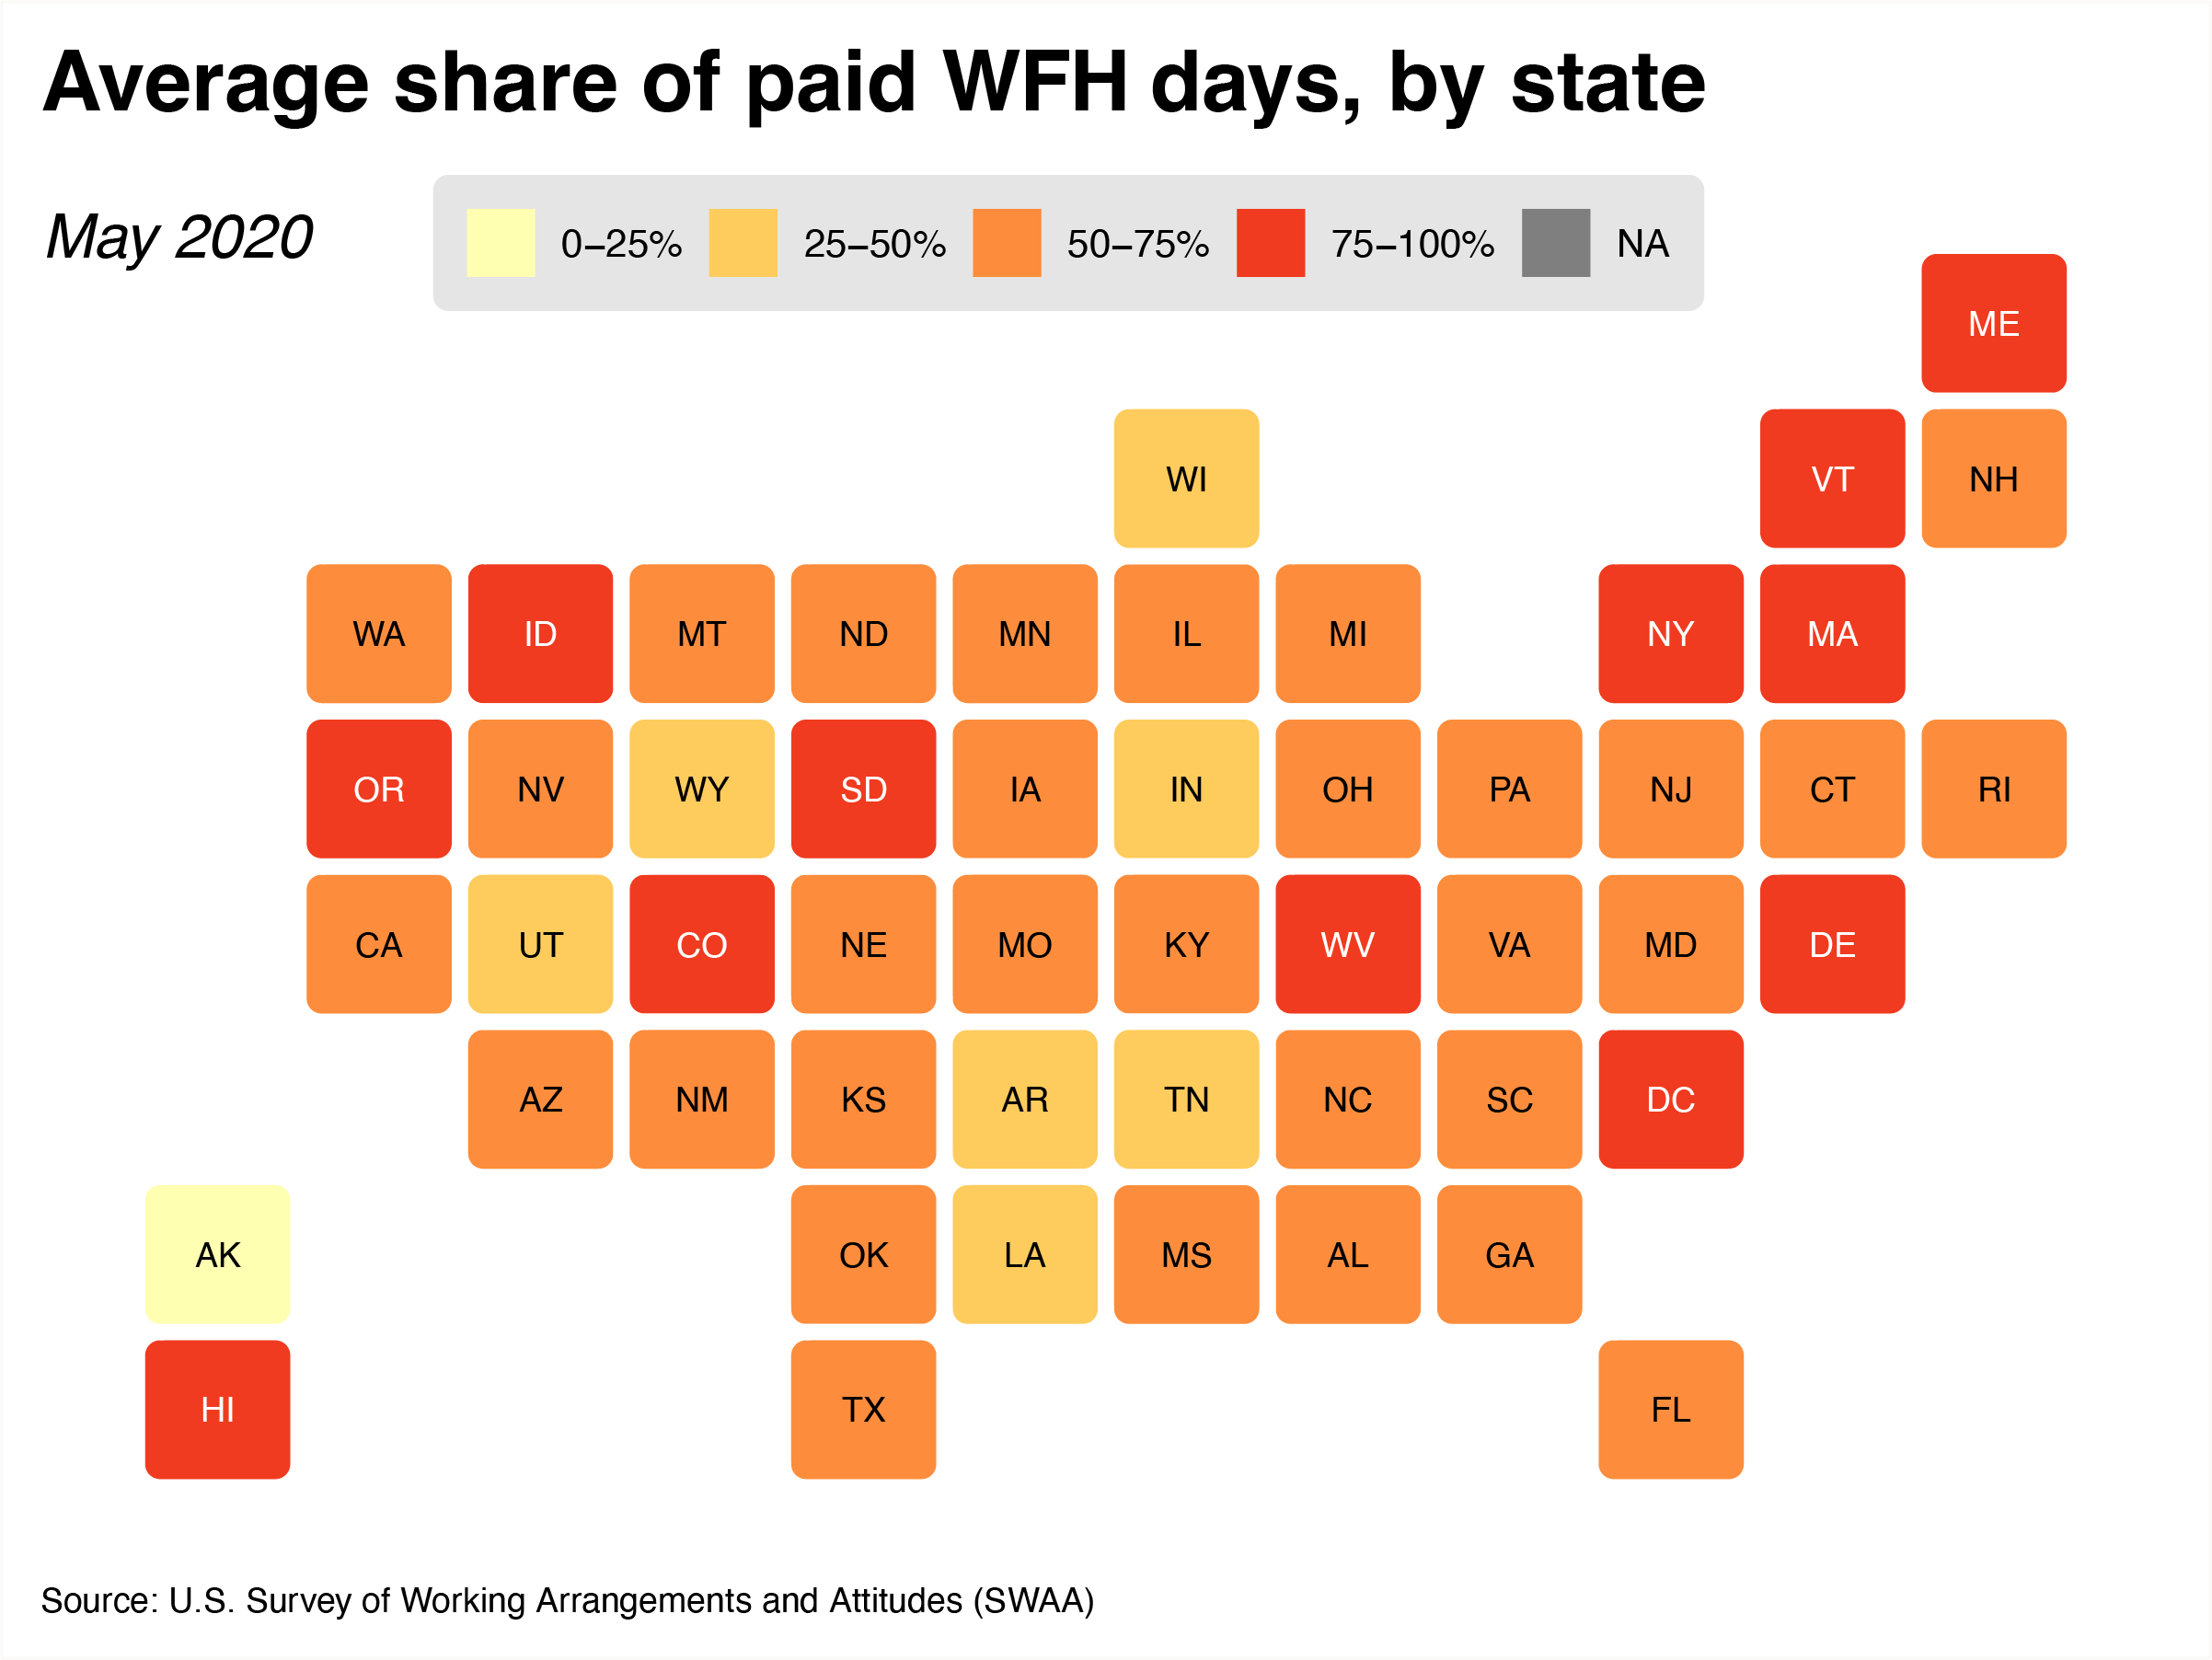 Average share of paid WFH days, by state
May 2020
0–25% 25–50% 50–75% 75–100% NA
ME
WI VT NH
WA ID MT ND MN IL MI NY MA
OR NV WY SD IA IN OH PA NJ CT RI
CA UT CO NE MO KY WV VA MD DE
AZ NM KS AR TN NC SC DC
AK OK LA MS AL GA
HI TX FL
Source: U.S. Survey of Working Arrangements and Attitudes (SWAA)